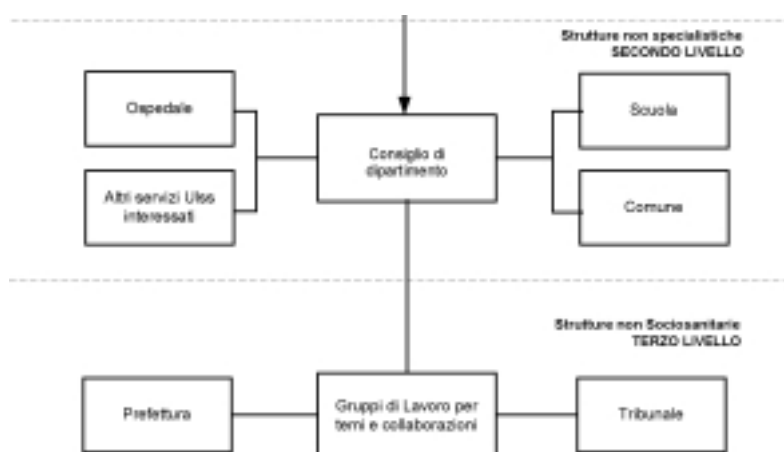 Strutture non specialistiche
SECONDO LIVELLO
Ospedale
Altri servizi Ulss
interessati
Consiglio di
dipartimento
Scuola
Comune
Strutture non Sociosanitarie
TERZO LIVELLO
Prefettura
Gruppi di Lavoro per
temi e collaborazioni
Tribunale